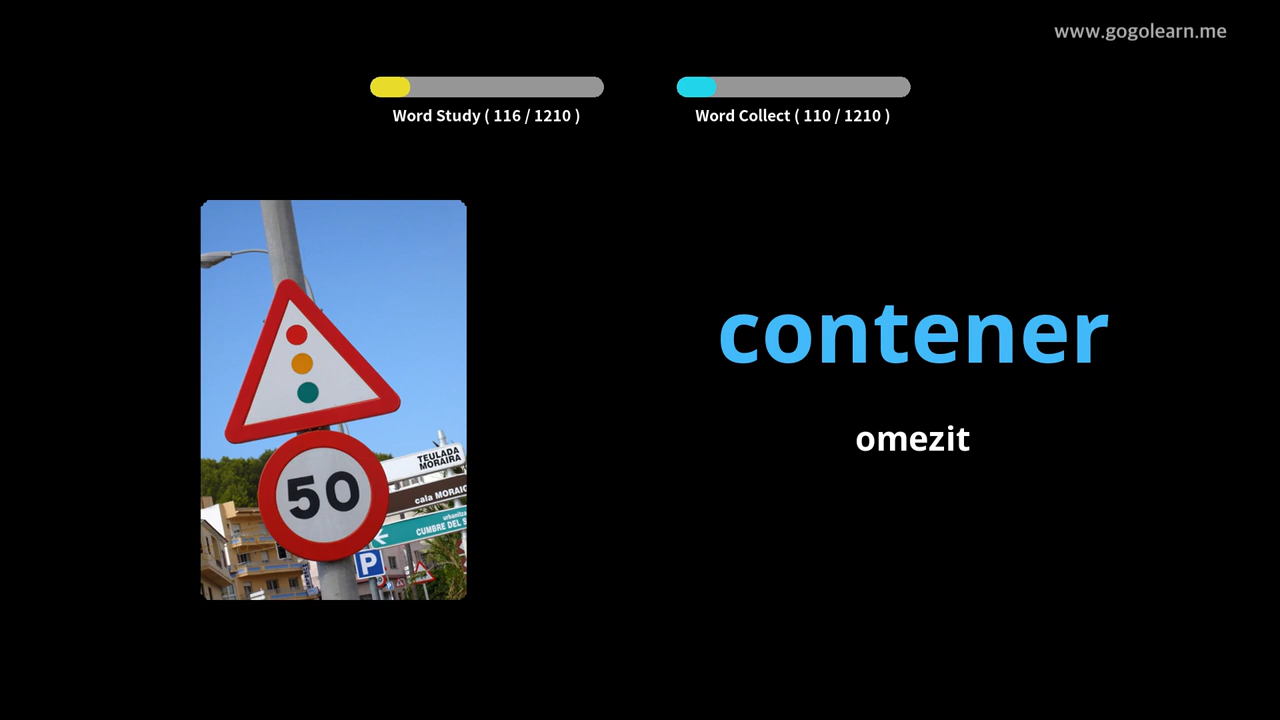 www.gogolearn.me
Word Study ( 116 / 1210 )
Word Collect ( 110 / 1210 )
contener
omezit
TEULADA
MORAIRA
cala
50
CUMBRE DEL
P